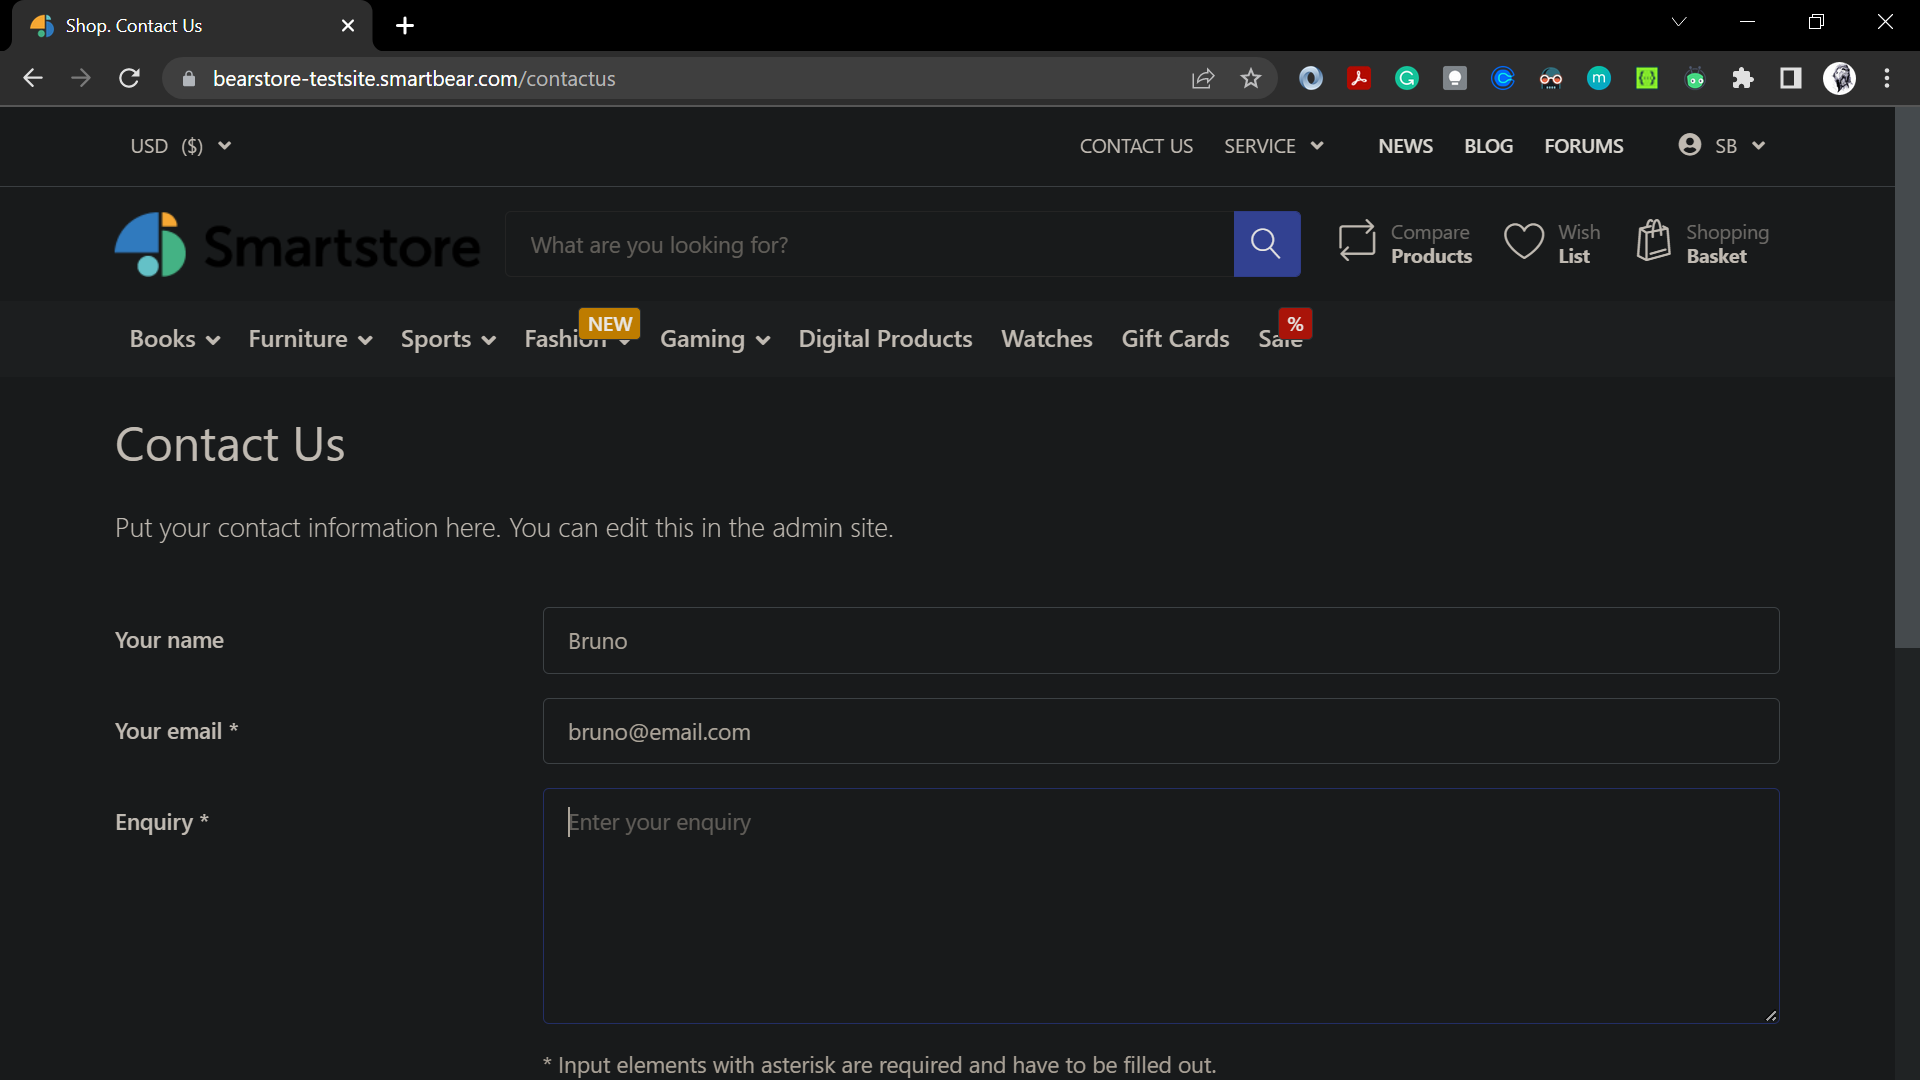 Shop. Contact Us
bearstore-testsite.smartbear.com/contactus
USD ($)
CONTACT US SERVICE NEWS BLOG FORUMS SB
Smartstore
What are you looking for?
Compare
Products
Wish
List
Shopping
Basket
Books Furniture Sports Fashion NEW Gaming Digital Products Watches Gift Cards Sale %
Contact Us
Put your contact information here. You can edit this in the admin site.
Your name
Bruno
Your email *
bruno@email.com
Enquiry *
Enter your enquiry
* Input elements with asterisk are required and have to be filled out.